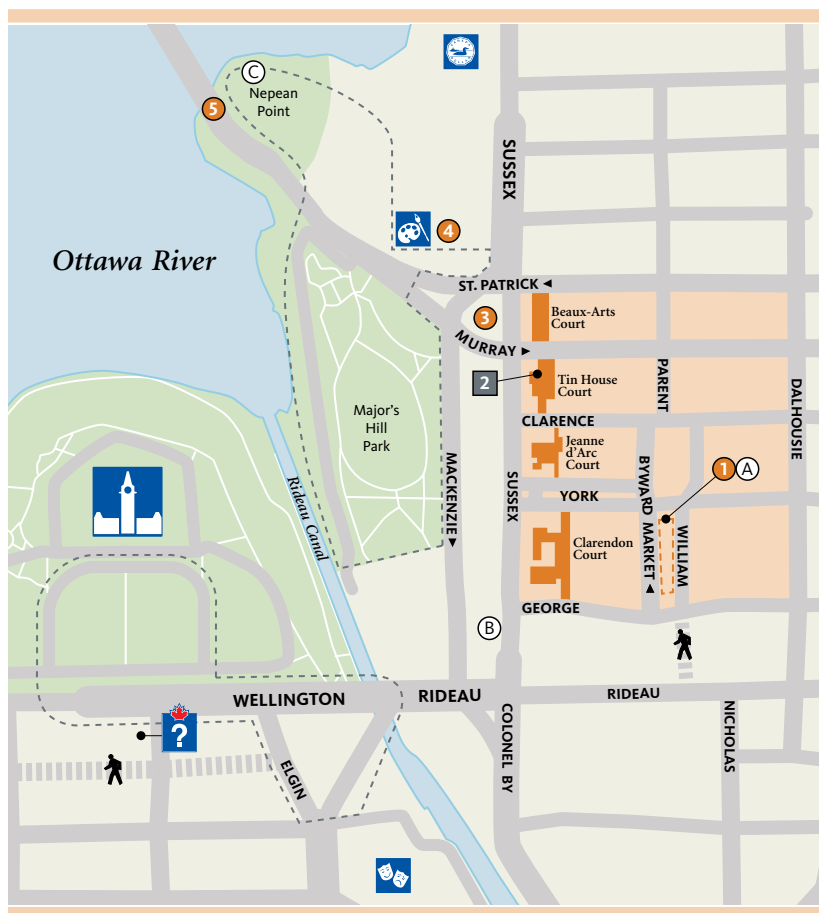 C
Nepean
Point
5
SUSSEX
Ottawa River
4
ST. PATRICK
3
Beaux-Arts
Court
MURRAY
2
Tin House
Court
PARENT
DALHOUSIE
CLARENCE
Major's
Hill
Park
Jeanne
d'Arc
Court
MACKENZIE
SUSSEX
BYWARD MARKET
1
A
YORK
Rideau Canal
Clarendon
Court
WILLIAM
GEORGE
B
WELLINGTON
RIDEAU
RIDEAU
?
COLONEL BY
NICHOLAS
ELGIN